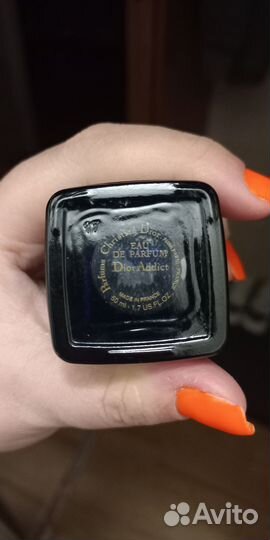 Parfums Christian Dior
EAU
DE PARFUM
Dior Addict
MADE IN FRANCE
50 ml - 1.7 US FL.OZ.
Avito